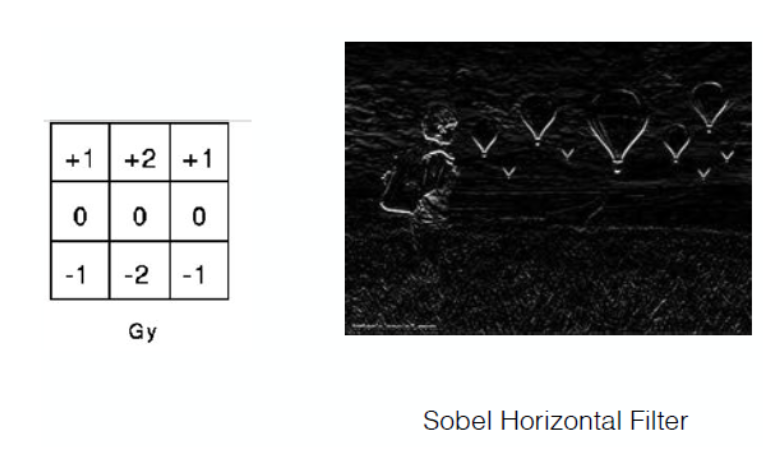 +1 +2 +1
0 0 0
-1 -2 -1
Gy
Sobel Horizontal Filter